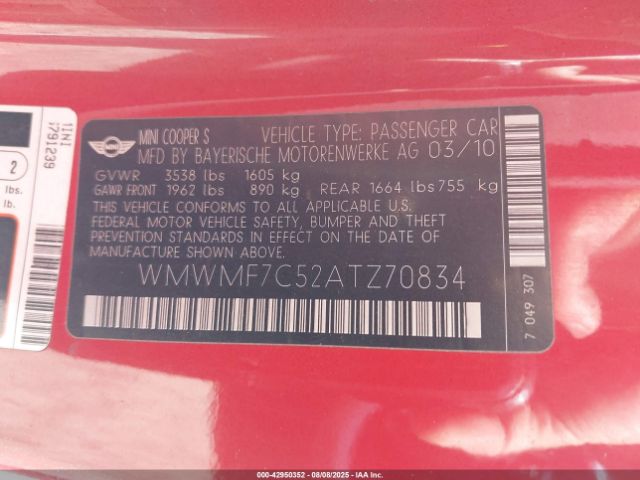 MINI
MINI COOPER S VEHICLE TYPE: PASSENGER CAR
MFD BY BAYERISCHE MOTORENWERKE AG 03/10
GVWR 3538 lbs 1605 kg
GAWR FRONT 1962 lbs 890 kg REAR 1664 lbs 755 kg
THIS VEHICLE CONFORMS TO ALL APPLICABLE U.S.
FEDERAL MOTOR VEHICLE SAFETY, BUMPER AND THEFT
PREVENTION STANDARDS IN EFFECT ON THE DATE OF
MANUFACTURE SHOWN ABOVE.
WMWMF7C52ATZ70834
7 049 307
2
lbs.
lb.
000-42950352 08/08/2025 - IAAI.COM